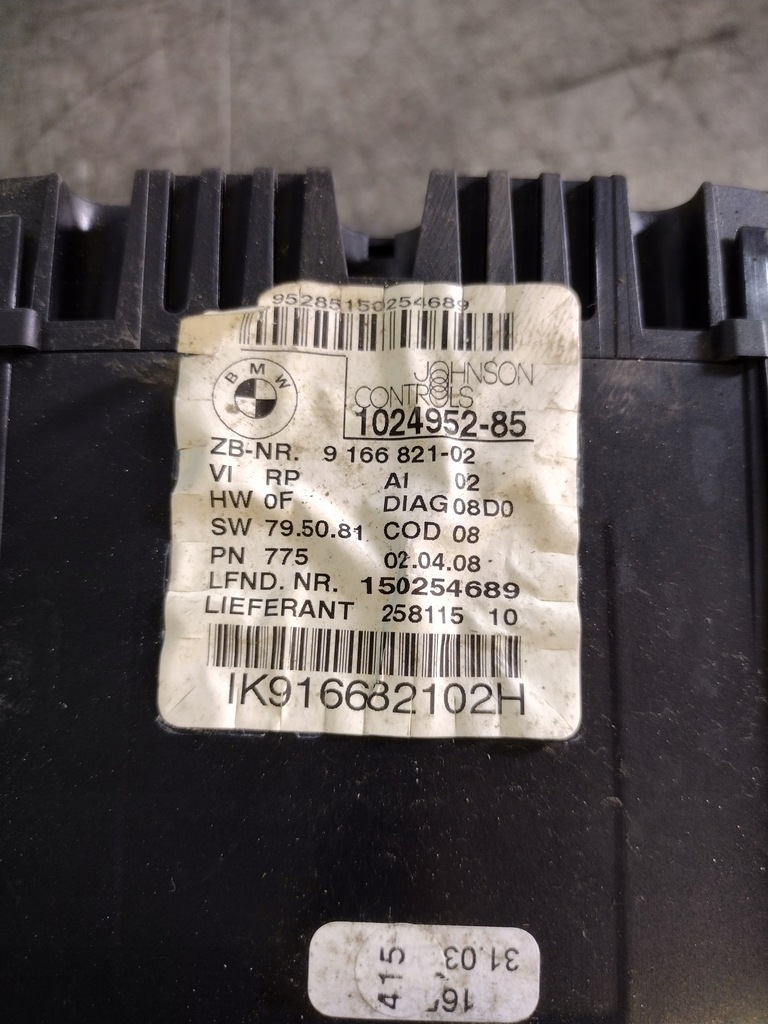 95285150254689
BMW
JOHNSON
CONTROLS
1024952-85
ZB-NR. 9 166 821-02
VI RP AI 02
HW 0F DIAG 08D0
SW 79.50.81 COD 08
PN 775 02.04.08
LFND. NR. 150254689
LIEFERANT 258115 10
IK916682102H
415
31.03